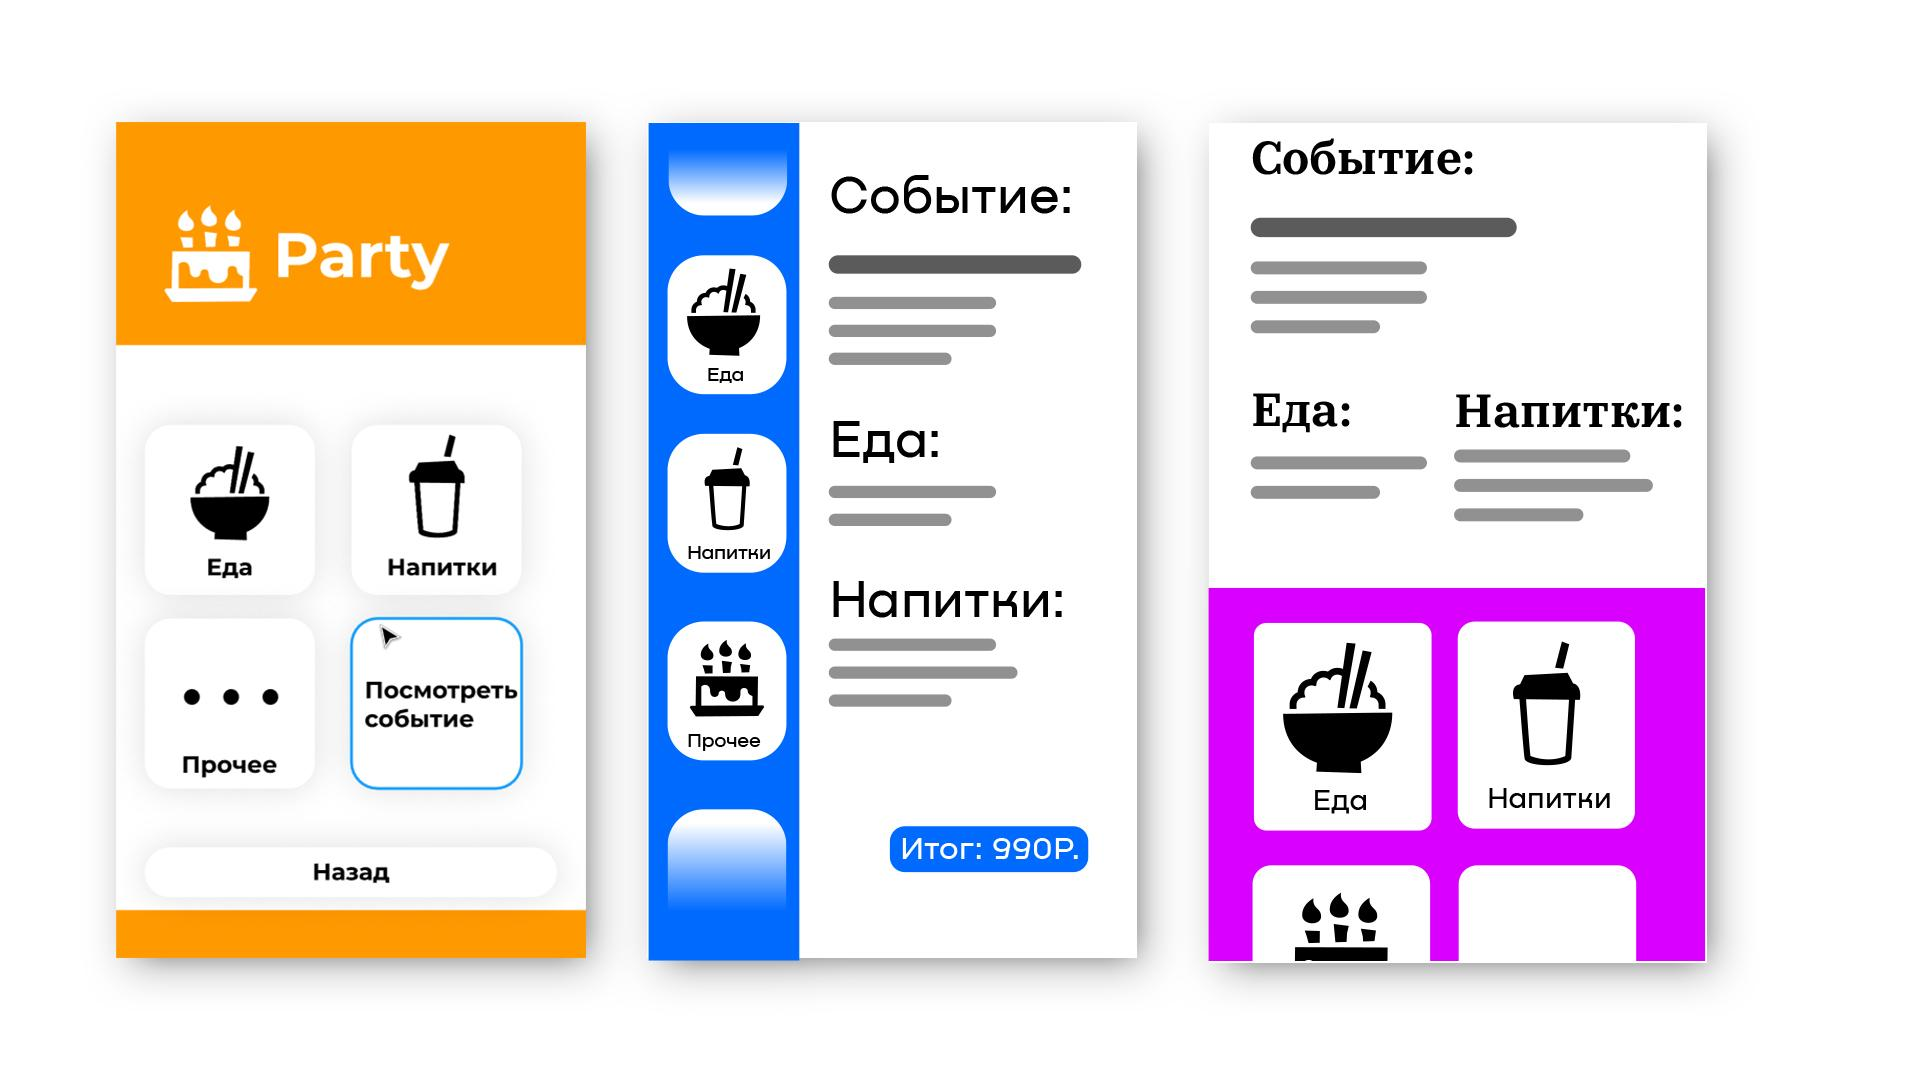 Party
Еда
Напитки
Прочее
Посмотреть
событие
Назад
Событие:
Еда:
Напитки:
Еда
Напитки
Прочее
Итог: 990Р.
Событие:
Еда:
Напитки:
Еда
Напитки